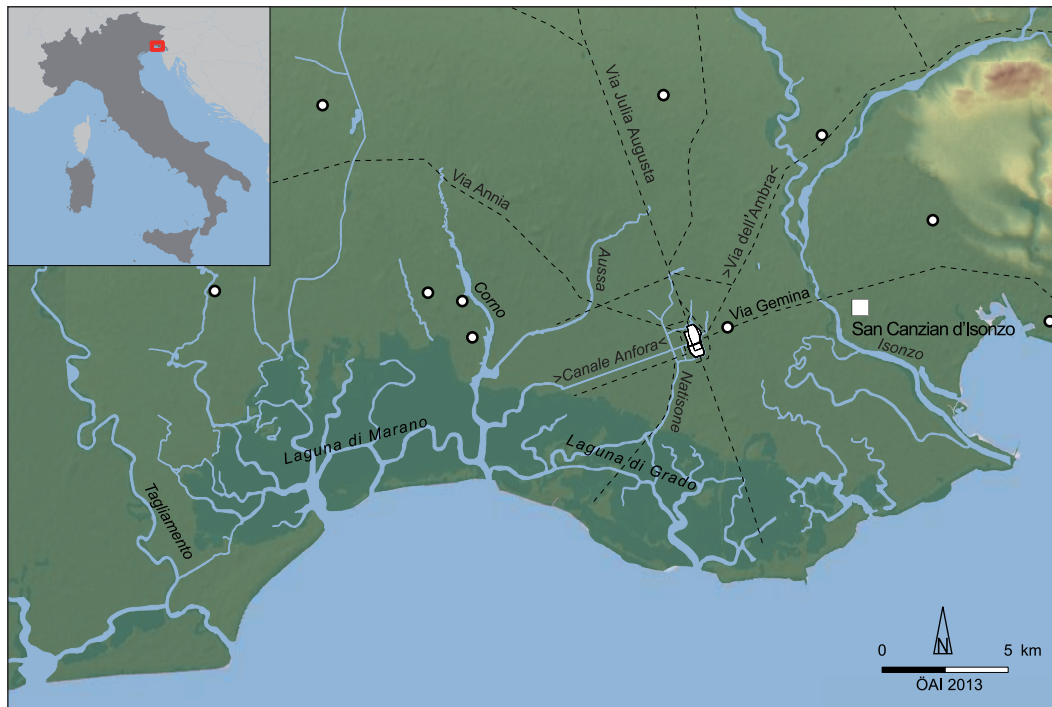 Via Julia Augusta
Via Annia
>Via dell'Ambra<
Aussa
Corno
Via Gemina
San Canzian d'Isonzo
Isonzo
>Canale Anfora<
Natisone
Laguna di Marano
Laguna di Grado
Tagliamento
N
0 5 km
ÖAI 2013